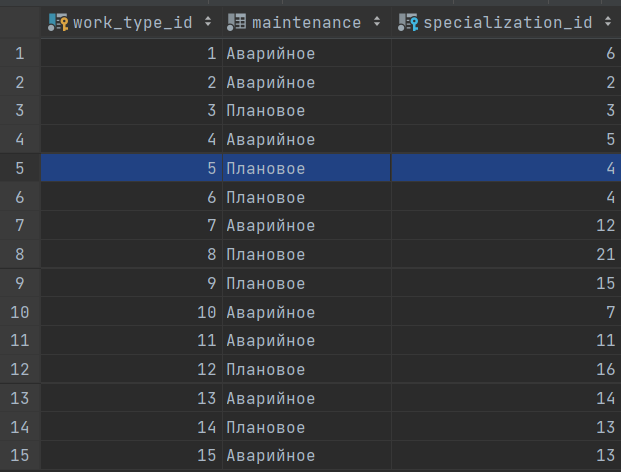 work_type_id maintenance specialization_id
1 1 Аварийное 6
2 2 Аварийное 2
3 3 Плановое 3
4 4 Аварийное 5
5 5 Плановое 4
6 6 Плановое 4
7 7 Аварийное 12
8 8 Плановое 21
9 9 Плановое 15
10 10 Аварийное 7
11 11 Аварийное 11
12 12 Плановое 16
13 13 Аварийное 14
14 14 Плановое 13
15 15 Аварийное 13